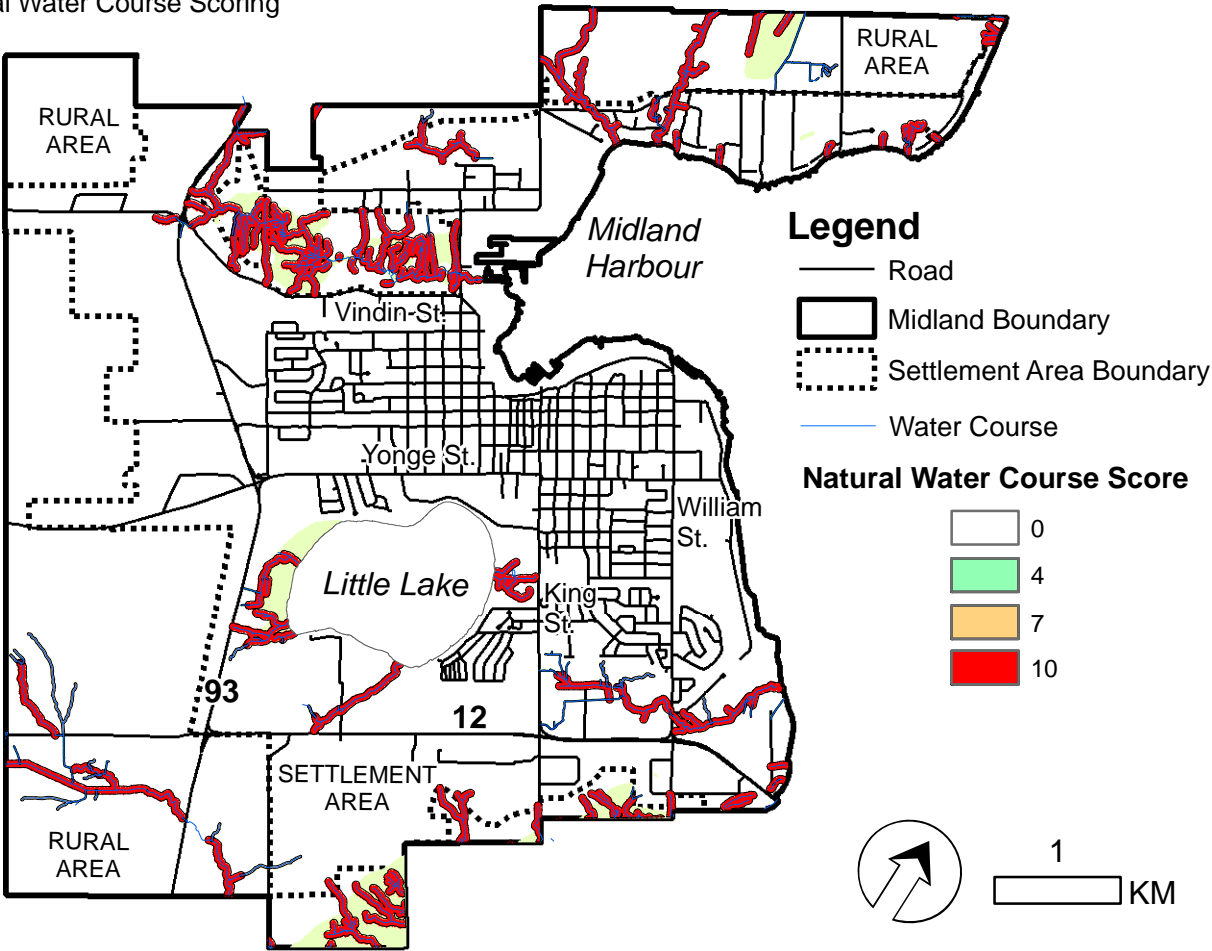 Water Course Scoring
RURAL
AREA
RURAL
AREA
Midland
Harbour
Legend
Road
Midland Boundary
Settlement Area Boundary
Water Course
Natural Water Course Score
0
4
7
10
Vindin St.
Yonge St.
William
St.
Little Lake
King
St.
93
12
SETTLEMENT
AREA
RURAL
AREA
1
KM